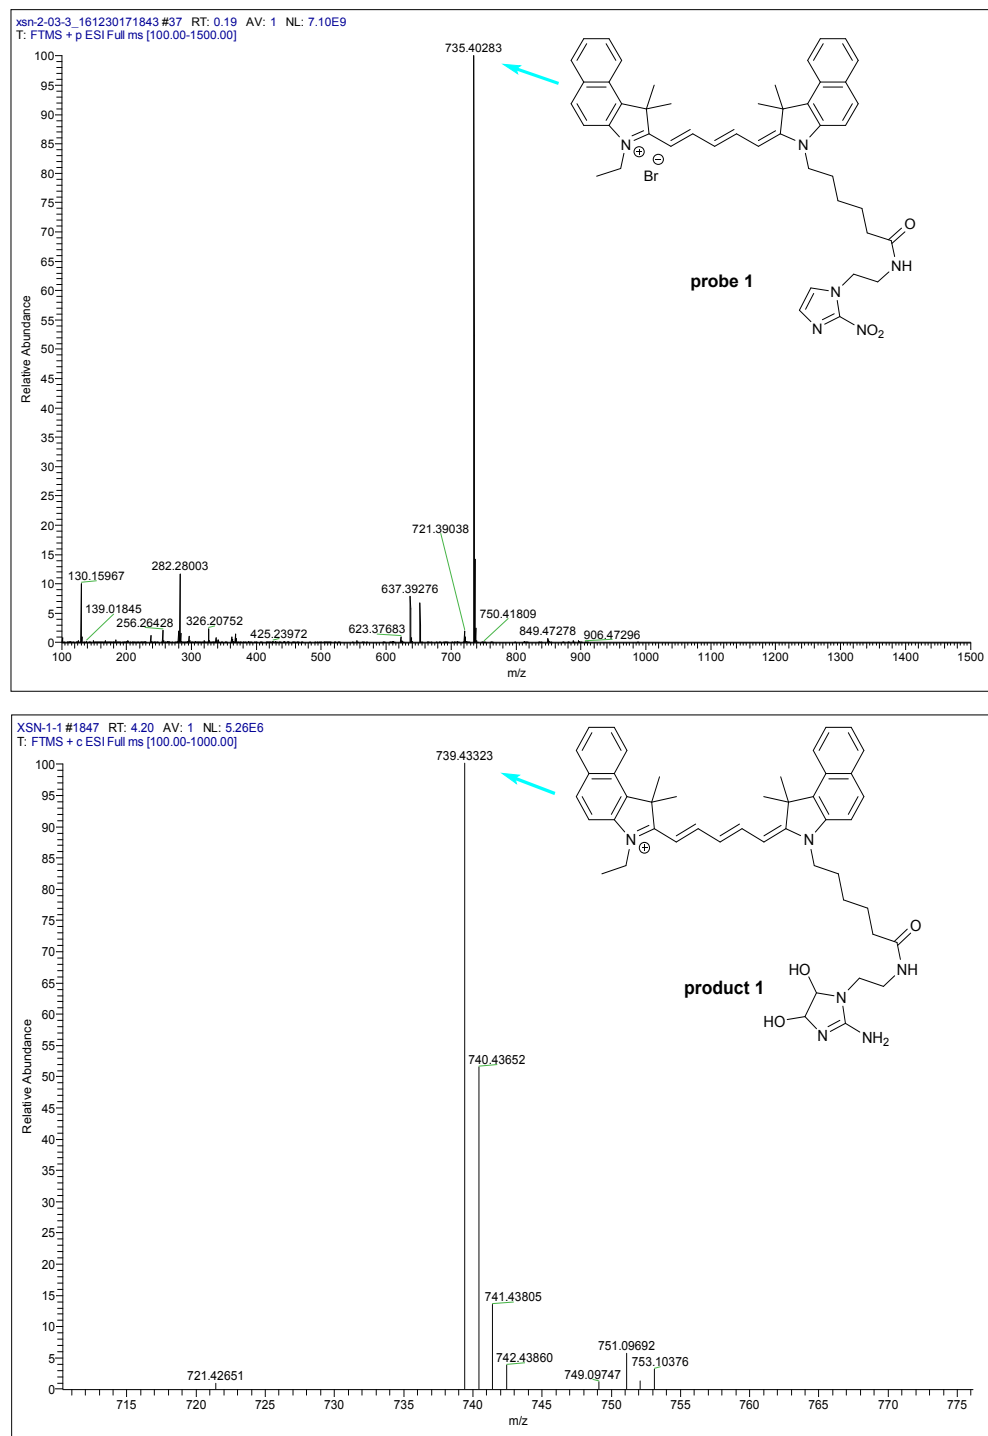 xsn-2-03-3_161230171843 #37 RT: 0.19 AV: 1 NL: 7.10E9
T: FTMS + p ESI Full ms [100.00-1500.00]
735.40283
100
95
90
85
80
75
70
65
60
55
50
45
40
35
30
25
20
15
10
5
0
Relative Abundance
N
⊕
⊖
Br
N
O
NH
N
N
NO2
probe 1
721.39038
282.28003
130.15967
637.39276
139.01845
256.26428
326.20752
425.23972
623.37683
750.41809
849.47278
906.47296
100 200 300 400 500 600 700 800 900 1000 1100 1200 1300 1400 1500
m/z
XSN-1-1 #1847 RT: 4.20 AV: 1 NL: 5.26E6
T: FTMS + c ESI Full ms [100.00-1000.00]
739.43323
100
95
90
85
80
75
70
65
60
55
50
45
40
35
30
25
20
15
10
5
0
Relative Abundance
N
⊕
N
O
NH
HO
N
HO
N
NH2
product 1
740.43652
741.43805
742.43860
721.42651
749.09747
751.09692
753.10376
715 720 725 730 735 740 745 750 755 760 765 770 775
m/z